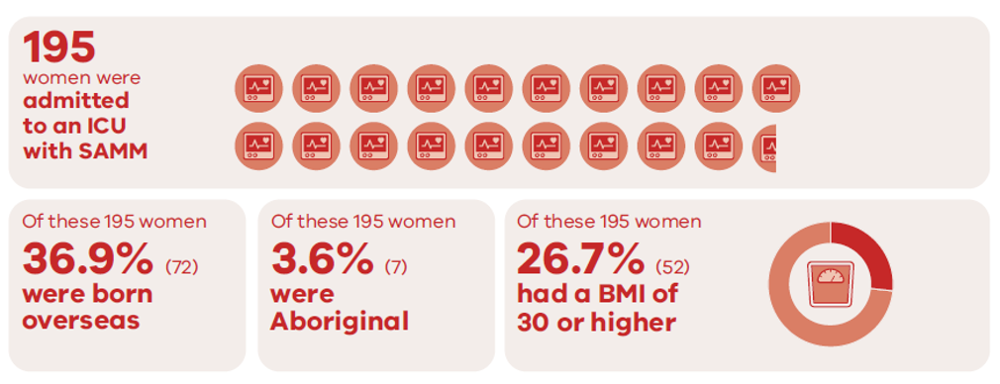 195
women were
admitted
to an ICU
with SAMM
Of these 195 women
36.9% (72)
were born
overseas
Of these 195 women
3.6% (7)
were
Aboriginal
Of these 195 women
26.7% (52)
had a BMI of
30 or higher